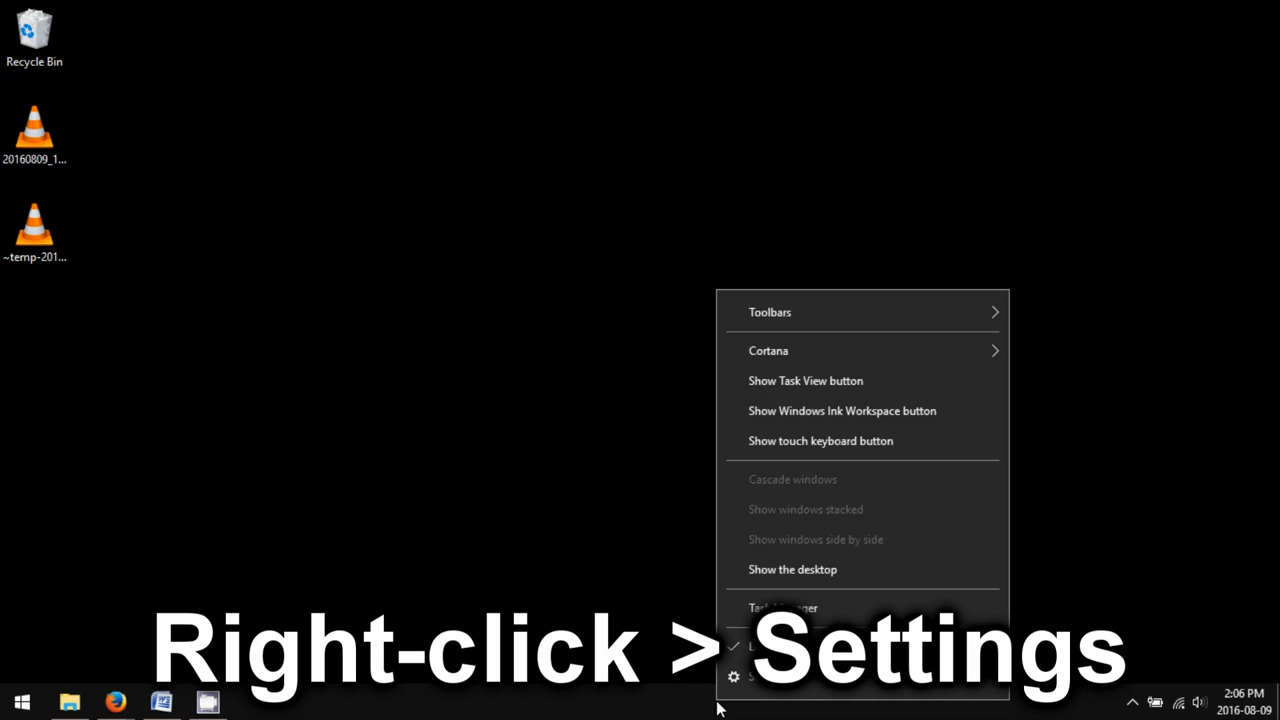 Recycle Bin
20160809_1...
~temp-201...
Toolbars
Cortana
Show Task View button
Show Windows Ink Workspace button
Show touch keyboard button
Cascade windows
Show windows stacked
Show windows side by side
Show the desktop
Task Manager
Right-click > Settings
2:06 PM
2016-08-09